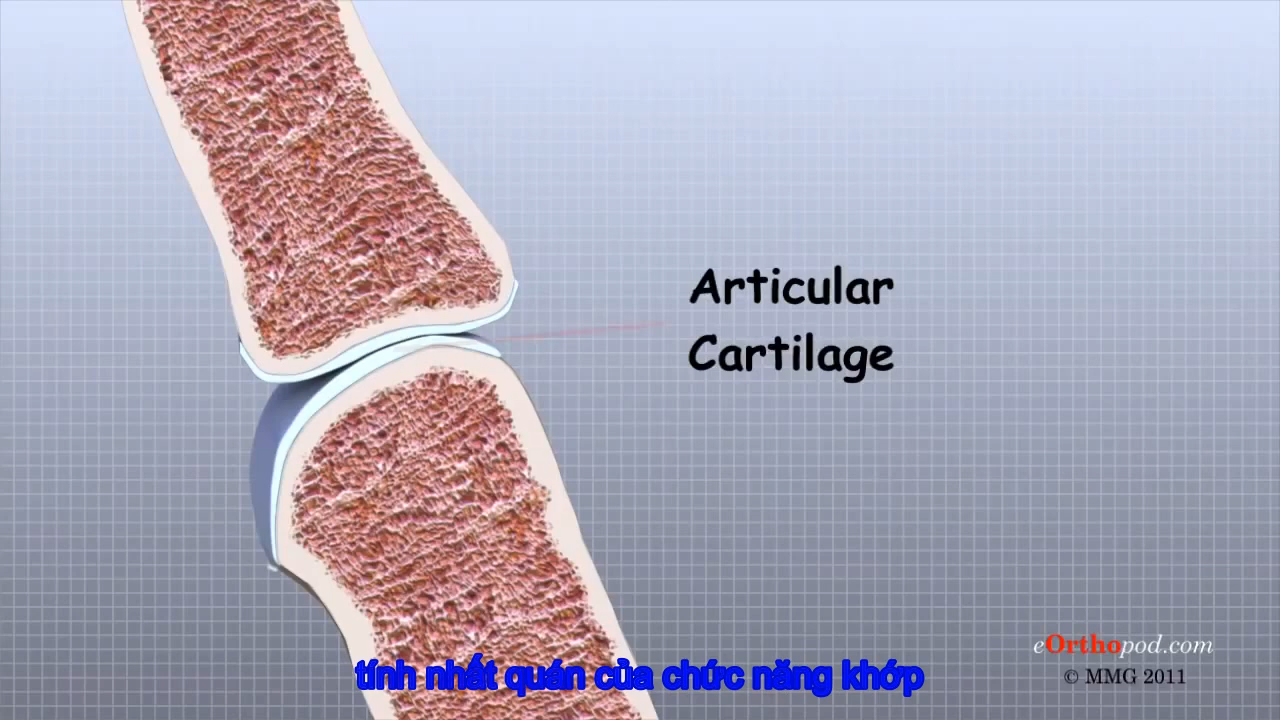 Articular
Cartilage
eOrthopod.com
© MMG 2011
tính nhất quán của chức năng khớp